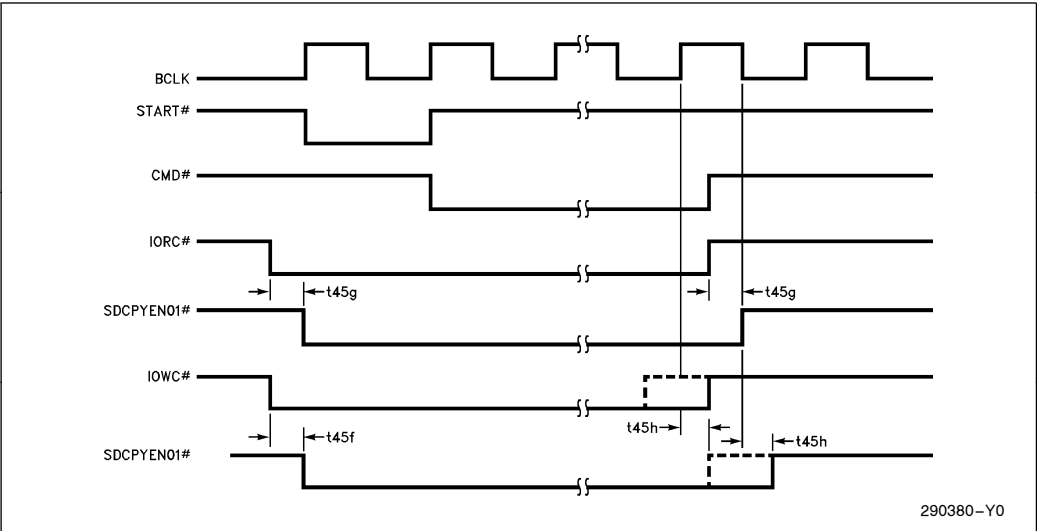 BCLK
START#
CMD#
IORC#
t45g
t45g
SDCPYEN01#
IOWC#
t45h
t45f
t45h
SDCPYEN01#
290380-Y0